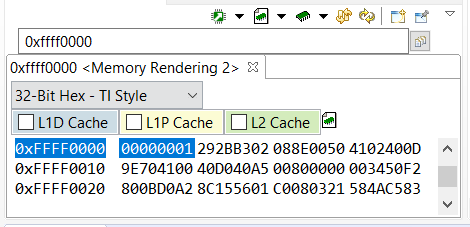 0xffff0000
0xffff0000 <Memory Rendering 2>
32-Bit Hex - TI Style
L1D Cache L1P Cache L2 Cache
0xFFFF0000 00000001 292BB302 088E0050 4102400D
0xFFFF0010 9E704100 40D040A5 00800000 003450F2
0xFFFF0020 800BD0A2 8C155601 C0080321 584AC583